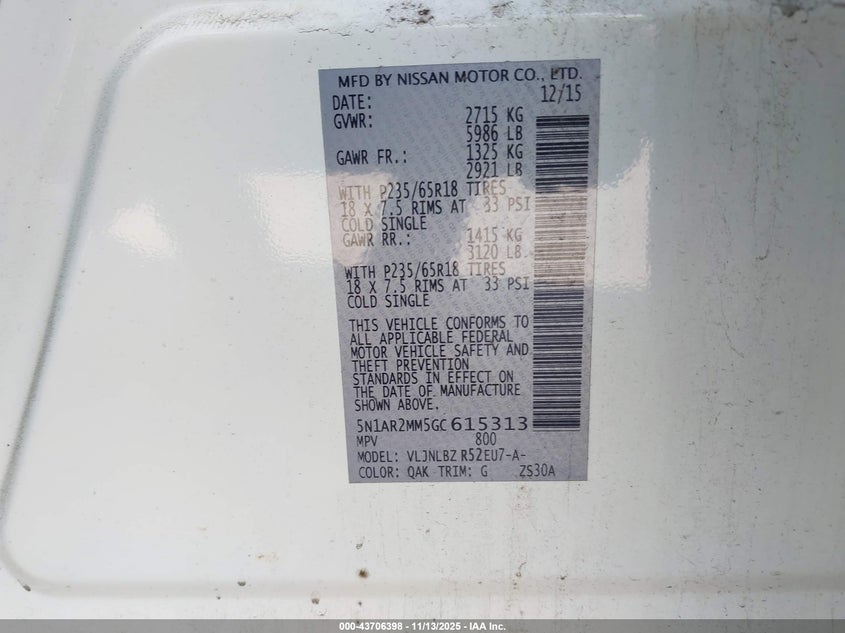 MFD BY NISSAN MOTOR CO., LTD.
DATE: 12/15
GVWR: 2715 KG
5986 LB
GAWR FR.: 1325 KG
2921 LB
WITH P235/65R18 TIRES
18 X 7.5 RIMS AT 33 PSI
COLD SINGLE
GAWR RR.: 1415 KG
3120 LB
WITH P235/65R18 TIRES
18 X 7.5 RIMS AT 33 PSI
COLD SINGLE
THIS VEHICLE CONFORMS TO
ALL APPLICABLE FEDERAL
MOTOR VEHICLE SAFETY AND
THEFT PREVENTION
STANDARDS IN EFFECT ON
THE DATE OF MANUFACTURE
SHOWN ABOVE.
5N1AR2MM5GC615313
MPV 800
MODEL: VLJNLBZ R52EU7-A-
COLOR: QAK TRIM: G ZS30A
000-43706398 - 11/13/2025 - IAA Inc.